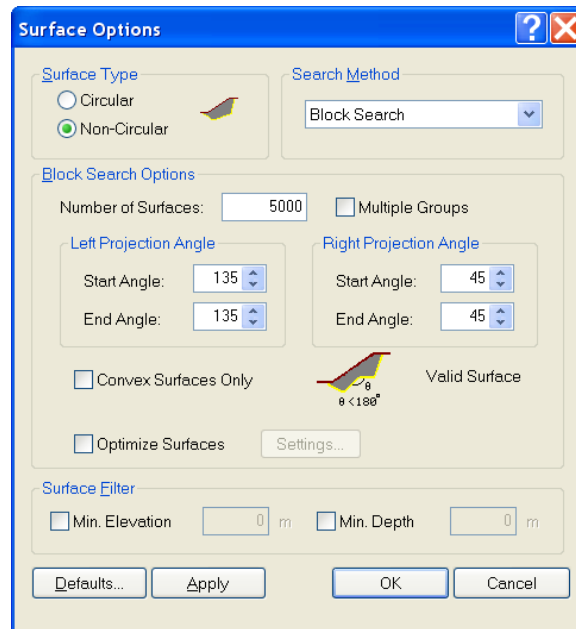 Surface Options
Surface Type
Circular
Non-Circular
Search Method
Block Search
Block Search Options
Number of Surfaces: 5000
Multiple Groups
Left Projection Angle
Start Angle: 135
End Angle: 135
Right Projection Angle
Start Angle: 45
End Angle: 45
Convex Surfaces Only
θ
θ < 180°
Valid Surface
Optimize Surfaces
Settings...
Surface Filter
Min. Elevation 0 m
Min. Depth 0 m
Defaults...
Apply
OK
Cancel